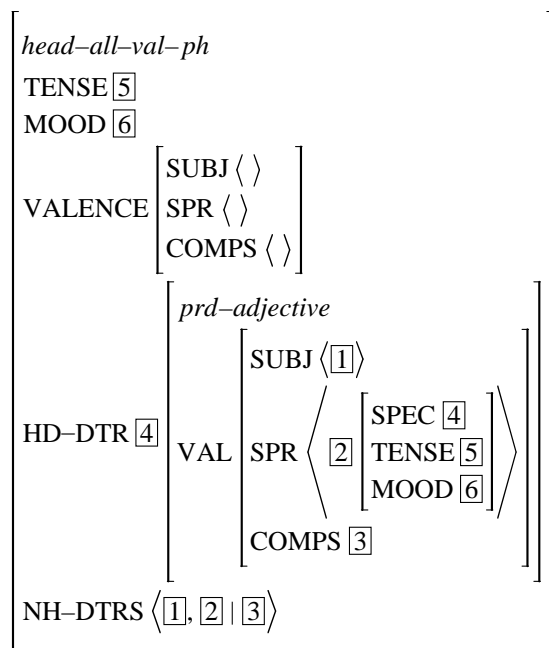 head–all–val–ph
TENSE 5
MOOD 6
VALENCE
SUBJ ⟨ ⟩
SPR ⟨ ⟩
COMPS ⟨ ⟩
HD–DTR 4
prd–adjective
VAL
SUBJ ⟨1⟩
SPR ⟨ 2
SPEC 4
TENSE 5
MOOD 6
⟩
COMPS 3
NH–DTRS ⟨1, 2 | 3⟩